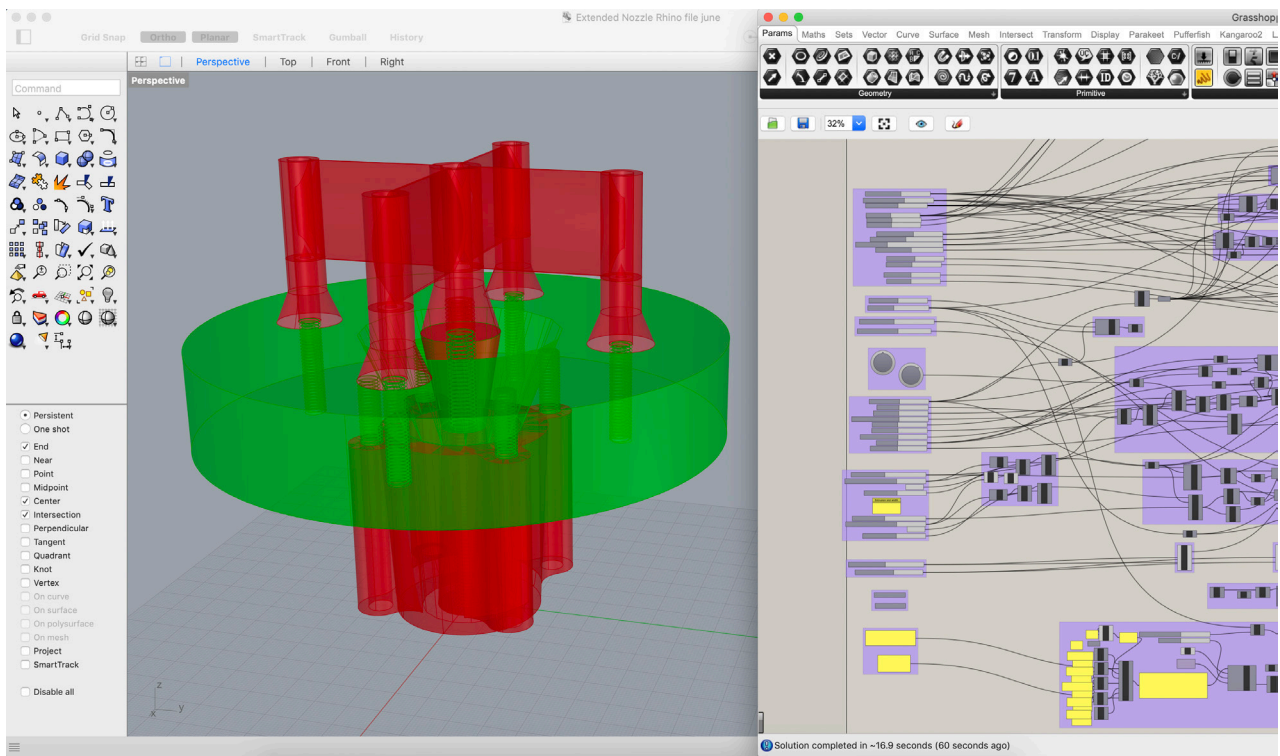 Extended Nozzle Rhino file june
Grid Snap Ortho Planar SmartTrack Gumball History
Perspective | Top | Front | Right
Command
Perspective
Persistent
One shot
End
Near
Point
Midpoint
Center
Intersection
Perpendicular
Tangent
Quadrant
Knot
Vertex
On curve
On surface
On polysurface
On mesh
Project
SmartTrack
Disable all
z
x y
Grasshopp
Params Maths Sets Vector Curve Surface Mesh Intersect Transform Display Parakeet Pufferfish Kangaroo2 L
Geometry + Primitive +
32%
Solution completed in ~16.9 seconds (60 seconds ago)